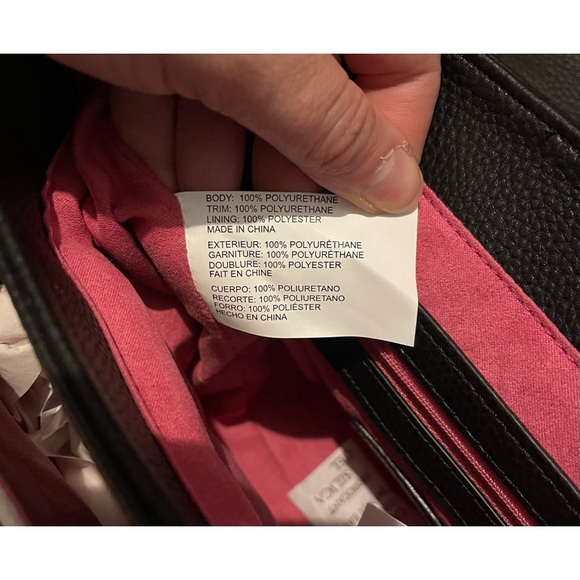 BODY: 100% POLYURETHANE
TRIM: 100% POLYURETHANE
LINING: 100% POLYESTER
MADE IN CHINA
EXTERIEUR: 100% POLYURÉTHANE
GARNITURE: 100% POLYURÉTHANE
DOUBLURE: 100% POLYESTER
FAIT EN CHINE
CUERPO: 100% POLIURETANO
RECORTE: 100% POLIURETANO
FORRO: 100% POLIÉSTER
HECHO EN CHINA